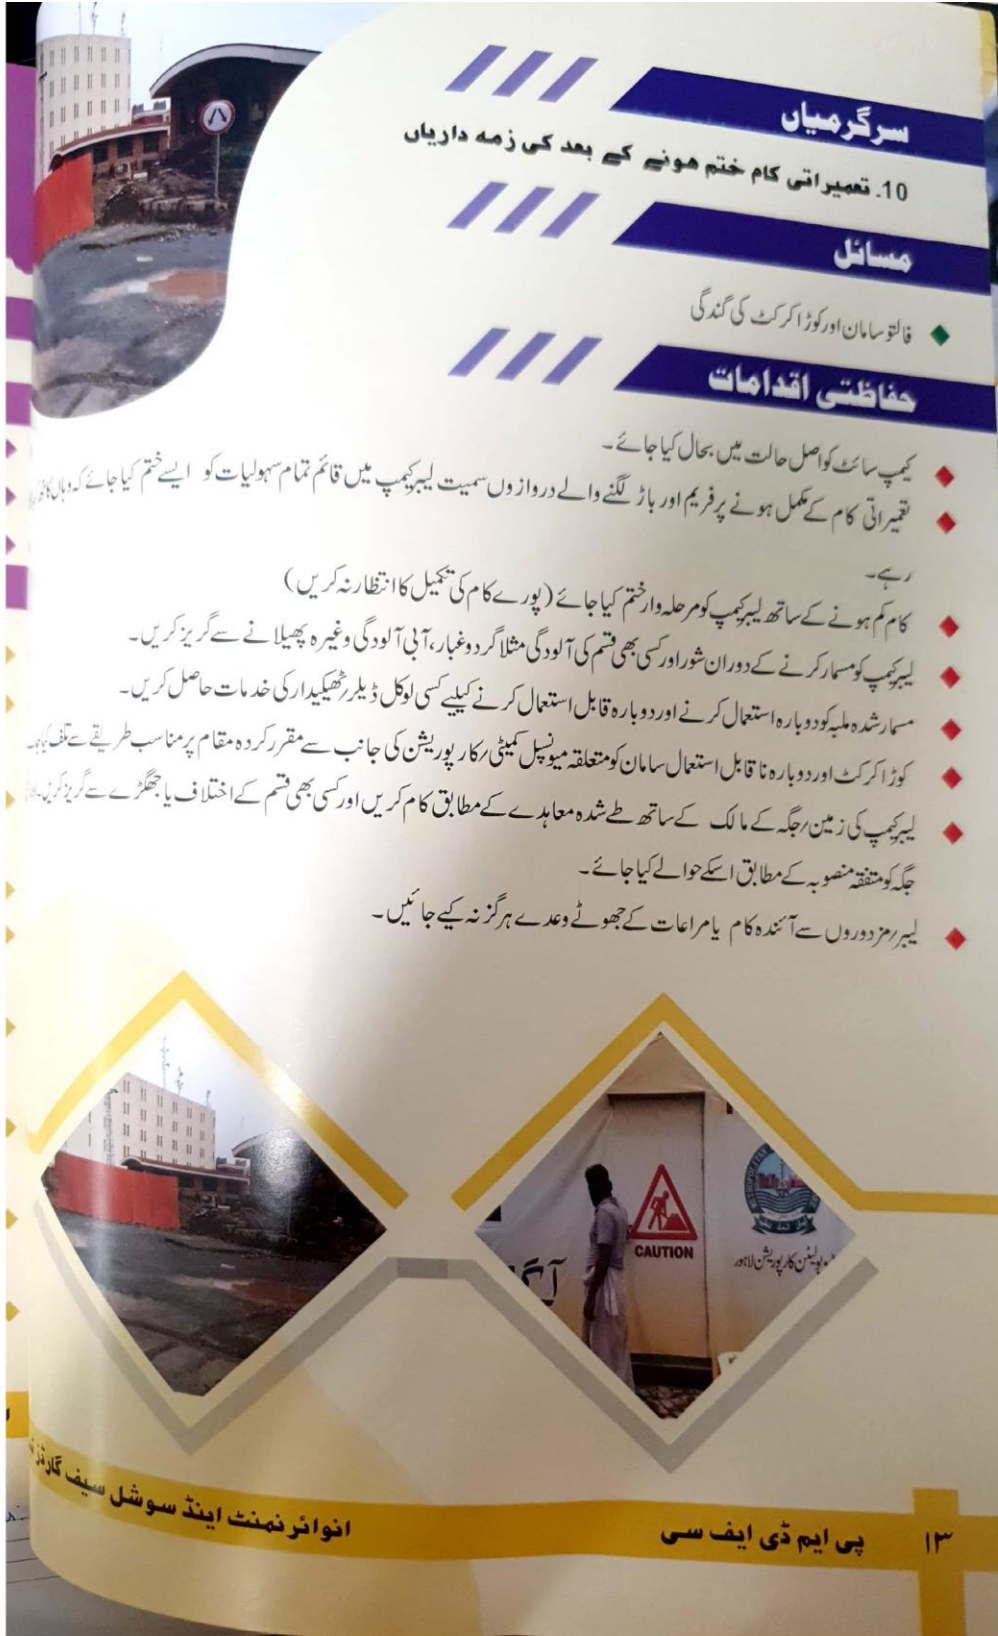 سرگرمیاں
10. تعمیراتی کام ختم ہونے کے بعد کی زمہ داریاں
مسائل
فالتو سامان اور کوڑا کرکٹ کی گندگی
حفاظتی اقدامات
کیمپ سائٹ کو اصل حالت میں بحال کیا جائے۔
تعمیراتی کام کے مکمل ہونے پر فریم اور باڑ لگنے والے دروازوں سمیت لیبر کیمپ میں قائم تمام سہولیات کو ایسے ختم کیا جائے کہ وہاں کا
رہے۔
کام کم ہونے کے ساتھ لیبر کیمپ کو مرحلہ وار ختم کیا جائے (پورے کام کی تکمیل کا انتظار نہ کریں)
لیبر کیمپ کو مسمار کرنے کے دوران شور اور کسی بھی قسم کی آلودگی مثلا گرد و غبار، آبی آلودگی وغیرہ پھیلانے سے گریز کریں۔
مسمار شدہ ملبہ کو دوبارہ استعمال کرنے اور دوبارہ قابل استعمال کرنے کیلیے کسی لوکل ڈیلر/ٹھیکیدار کی خدمات حاصل کریں۔
کوڑا کرکٹ اور دوبارہ ناقابل استعمال سامان کو متعلقہ میونسپل کمیٹی/کارپوریشن کی جانب سے مقرر کردہ مقام پر مناسب طریقے سے تلف کیا
لیبر کیمپ کی زمین/جگہ کے مالک کے ساتھ طے شدہ معاہدے کے مطابق کام کریں اور کسی بھی قسم کے اختلاف یا جھگڑے سے گریز کریں۔
جگہ کو متفقہ منصوبہ کے مطابق اسکے حوالے کیا جائے۔
لیبر/مزدوروں سے آئندہ کام یا مراعات کے جھوٹے وعدے ہرگز نہ کیے جائیں۔
CAUTION
کارپوریشن لاہور
۱۳
پی ایم ڈی ایف سی
انوائرنمنٹ اینڈ سوشل سیف گارڈز